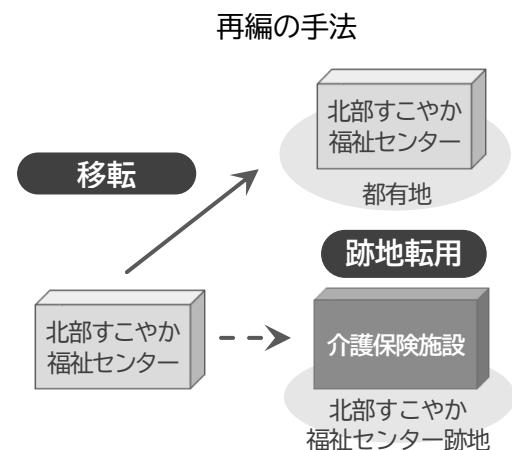 再編の手法
北部すこやか
福祉センター
都有地
移転
跡地転用
北部すこやか
福祉センター
介護保険施設
北部すこやか
福祉センター跡地